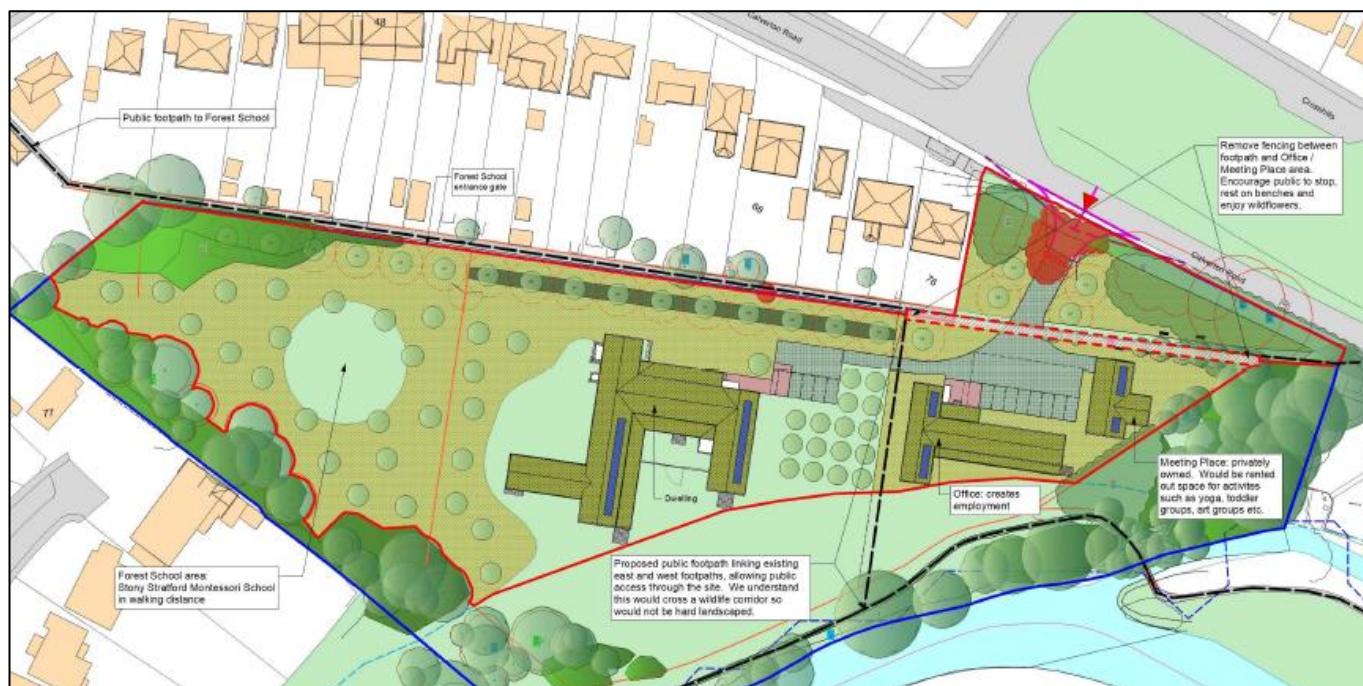 48
Calverton Road
Crosshills
Public footpath to Forest School
Forest School
entrance gate
66
76
Remove fencing between
footpath and Office /
Meeting Place area.
Encourage public to stop,
rest on benches and
enjoy wildflowers.
Calverton Road
77
Dwelling
Office: creates
employment
Meeting Place: privately
owned. Would be rented
out space for activites
such as yoga, toddler
groups, art groups etc.
Forest School area:
Stony Stratford Montessori School
in walking distance
Proposed public footpath linking existing
east and west footpaths, allowing public
access through the site. We understand
this would cross a wildlife corridor so
would not be hard landscaped.